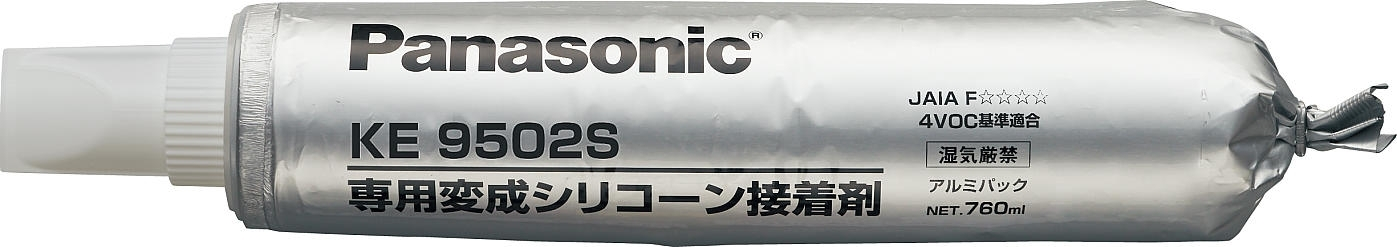 Panasonic®
KE 9502S
専用変成シリコーン接着剤
JAIA F☆☆☆☆
4VOC基準適合
湿気厳禁
アルミパック
NET.760ml